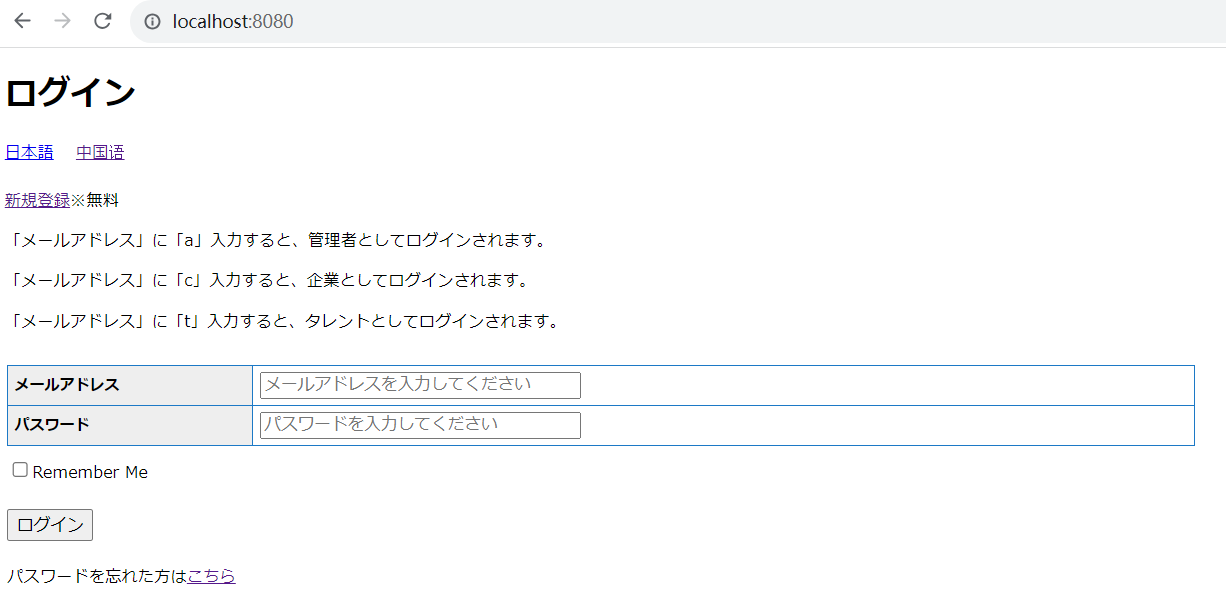 localhost:8080
ログイン
日本語 中国语
新規登録※無料
「メールアドレス」に「a」入力すると、管理者としてログインされます。
「メールアドレス」に「c」入力すると、企業としてログインされます。
「メールアドレス」に「t」入力すると、タレントとしてログインされます。
メールアドレス メールアドレスを入力してください
パスワード パスワードを入力してください
Remember Me
ログイン
パスワードを忘れた方はこちら